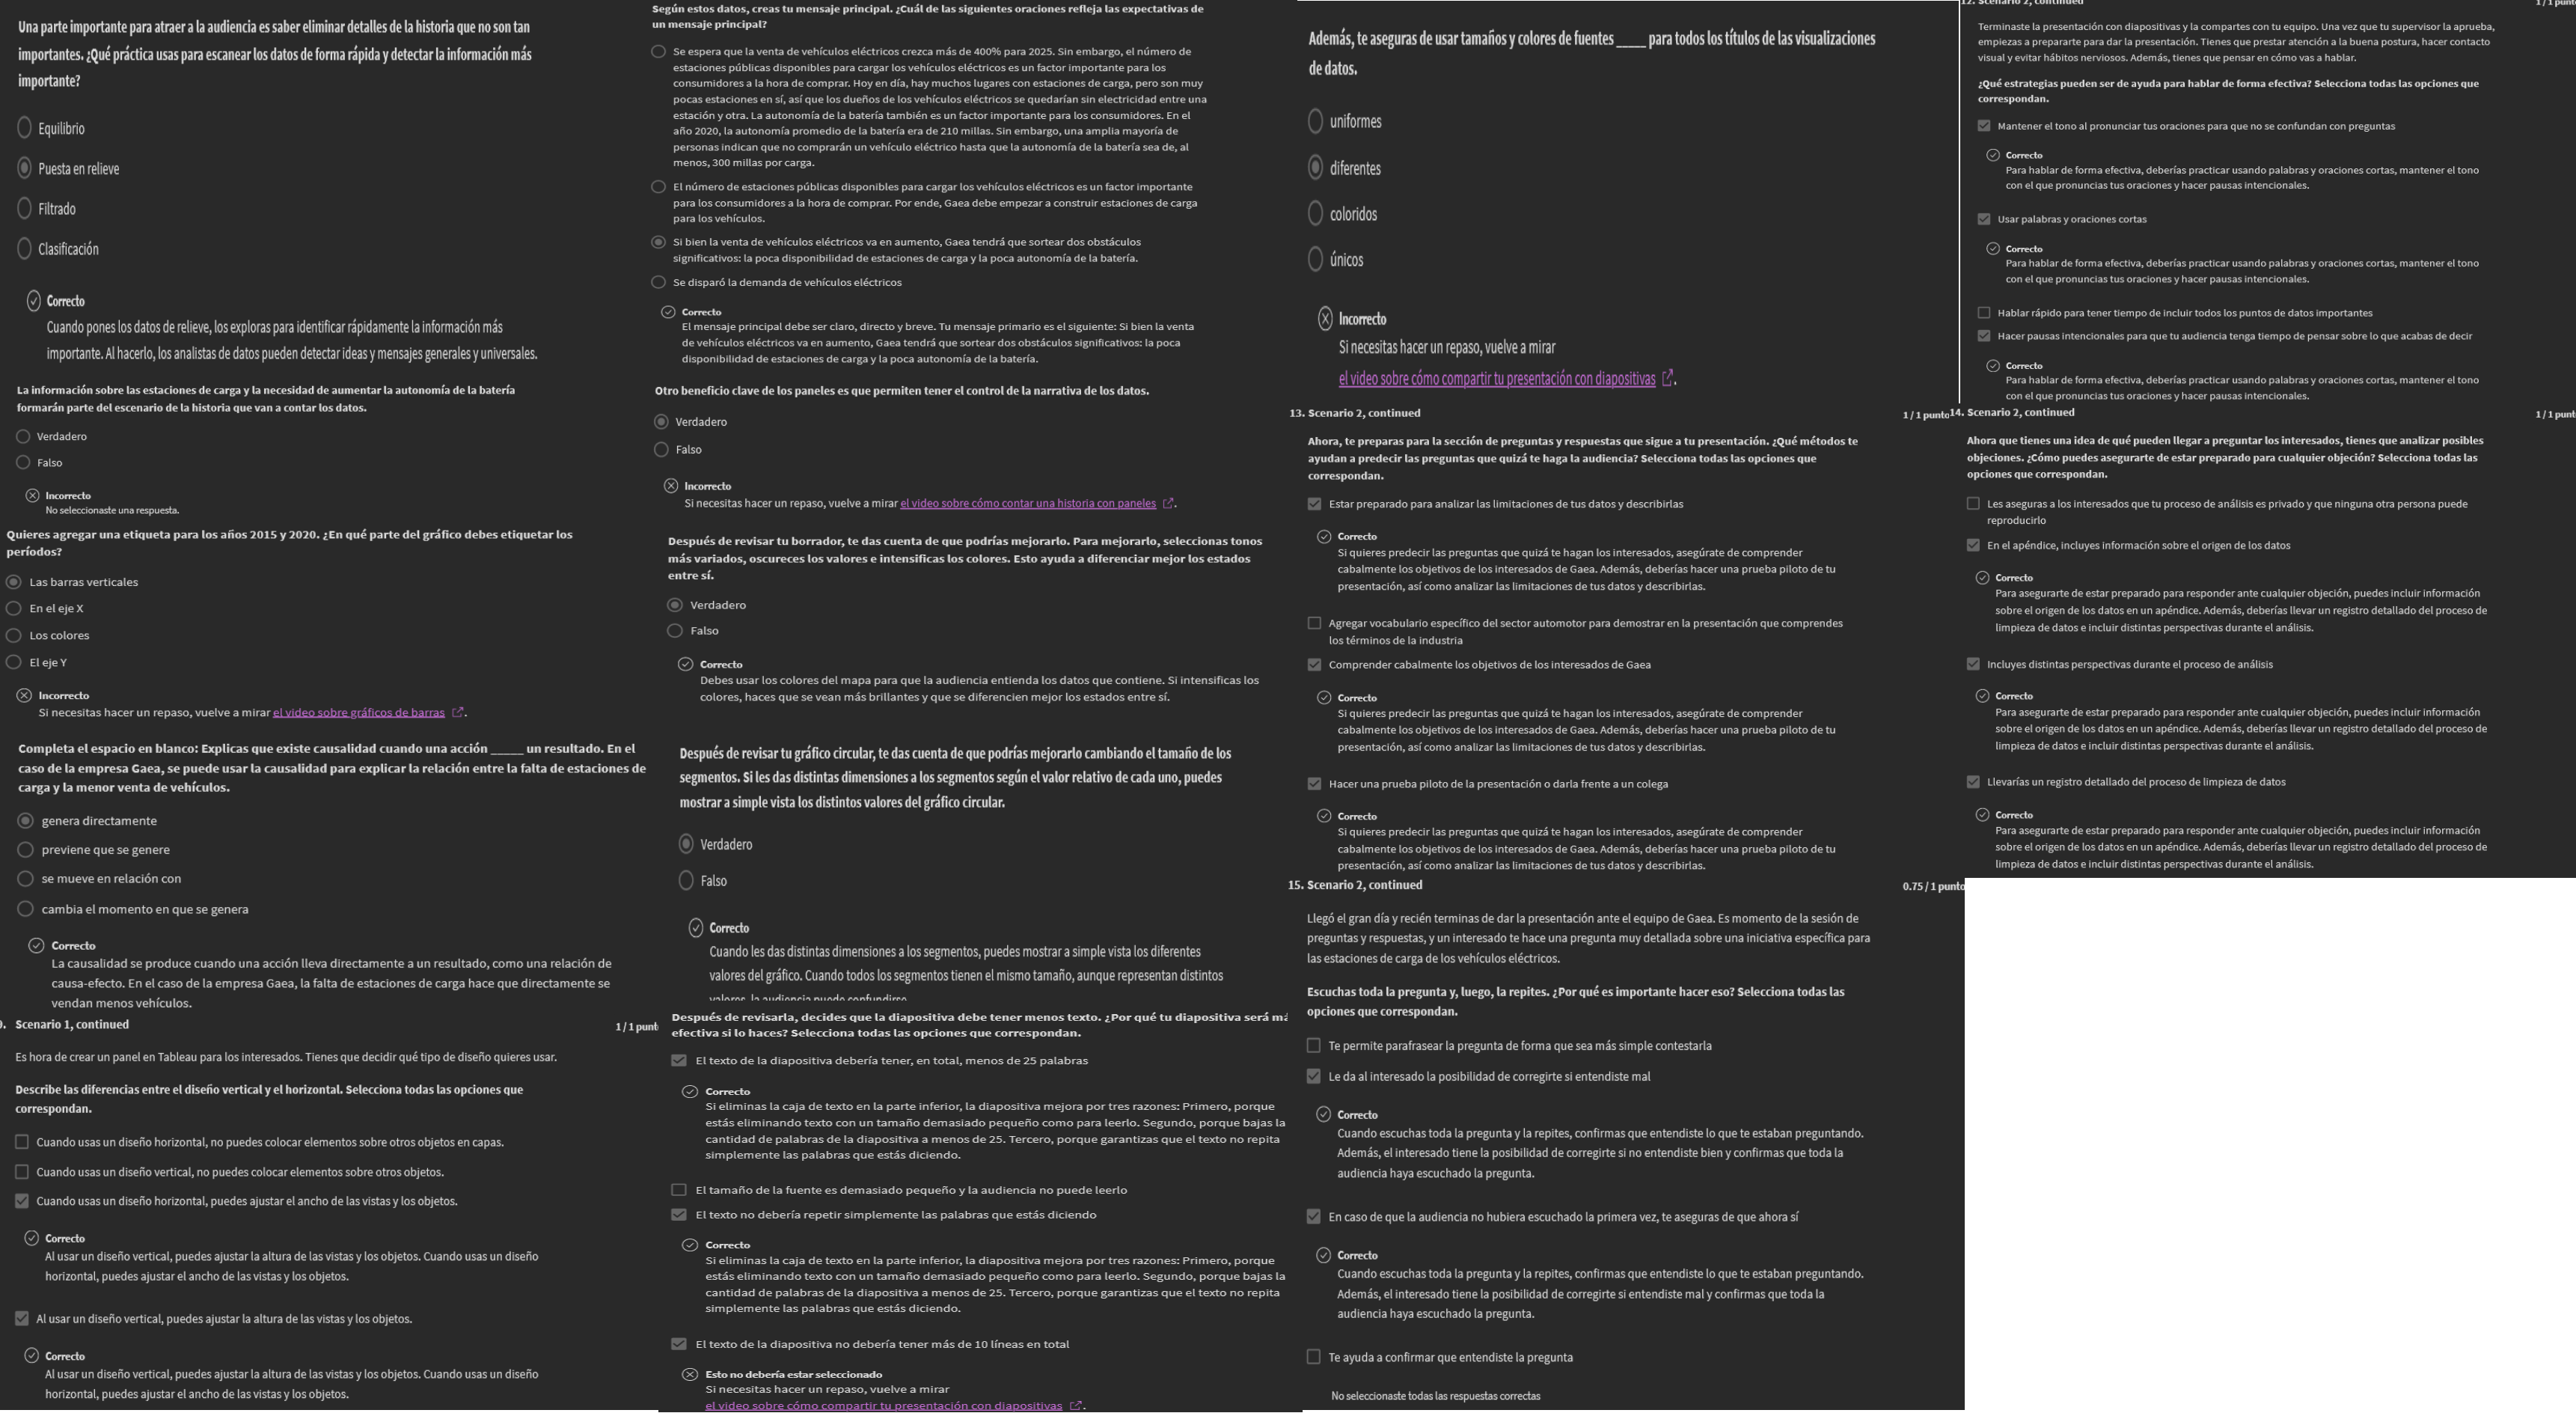 Una parte importante para atraer a la audiencia es saber eliminar detalles de la historia que no son tan
importantes. ¿Qué práctica usas para escanear los datos de forma rápida y detectar la información más
importante?
Equilibrio
Puesta en relieve
Filtrado
Clasificación
Correcto
Cuando pones los datos de relieve, los exploras para identificar rápidamente la información más
importante. Al hacerlo, los analistas de datos pueden detectar ideas y mensajes generales y universales.
La información sobre las estaciones de carga y la necesidad de aumentar la autonomía de la batería
formarán parte del escenario de la historia que van a contar los datos.
Verdadero
Falso
Incorrecto
No seleccionaste una respuesta.
Quieres agregar una etiqueta para los años 2015 y 2020. ¿En qué parte del gráfico debes etiquetar los
períodos?
Las barras verticales
En el eje X
Los colores
El eje Y
Incorrecto
Si necesitas hacer un repaso, vuelve a mirar el video sobre gráficos de barras.
Completa el espacio en blanco: Explicas que existe causalidad cuando una acción _____ un resultado. En el
caso de la empresa Gaea, se puede usar la causalidad para explicar la relación entre la falta de estaciones de
carga y la menor venta de vehículos.
genera directamente
previene que se genere
se mueve en relación con
cambia el momento en que se genera
Correcto
La causalidad se produce cuando una acción lleva directamente a un resultado, como una relación de
causa-efecto. En el caso de la empresa Gaea, la falta de estaciones de carga hace que directamente se
vendan menos vehículos.
Scenario 1, continued
1 / 1 punt
Es hora de crear un panel en Tableau para los interesados. Tienes que decidir qué tipo de diseño quieres usar.
Describe las diferencias entre el diseño vertical y el horizontal. Selecciona todas las opciones que
correspondan.
Cuando usas un diseño horizontal, no puedes colocar elementos sobre otros objetos en capas.
Cuando usas un diseño vertical, no puedes colocar elementos sobre otros objetos.
Cuando usas un diseño horizontal, puedes ajustar el ancho de las vistas y los objetos.
Correcto
Al usar un diseño vertical, puedes ajustar la altura de las vistas y los objetos. Cuando usas un diseño
horizontal, puedes ajustar el ancho de las vistas y los objetos.
Al usar un diseño vertical, puedes ajustar la altura de las vistas y los objetos.
Correcto
Al usar un diseño vertical, puedes ajustar la altura de las vistas y los objetos. Cuando usas un diseño
horizontal, puedes ajustar el ancho de las vistas y los objetos.
Según estos datos, creas tu mensaje principal. ¿Cuál de las siguientes oraciones refleja las expectativas de
un mensaje principal?
Se espera que la venta de vehículos eléctricos crezca más de 400% para 2025. Sin embargo, el número de
estaciones públicas disponibles para cargar los vehículos eléctricos es un factor importante para los
consumidores a la hora de comprar. Hoy en día, hay muchos lugares con estaciones de carga, pero son muy
pocas estaciones en sí, así que los dueños de los vehículos eléctricos se quedarían sin electricidad entre una
estación y otra. La autonomía de la batería también es un factor importante para los consumidores. En el
año 2020, la autonomía promedio de la batería era de 210 millas. Sin embargo, una amplia mayoría de
personas indican que no comprarán un vehículo eléctrico hasta que la autonomía de la batería sea de, al
menos, 300 millas por carga.
El número de estaciones públicas disponibles para cargar los vehículos eléctricos es un factor importante
para los consumidores a la hora de comprar. Por ende, Gaea debe empezar a construir estaciones de carga
para los vehículos.
Si bien la venta de vehículos eléctricos va en aumento, Gaea tendrá que sortear dos obstáculos
significativos: la poca disponibilidad de estaciones de carga y la poca autonomía de la batería.
Se disparó la demanda de vehículos eléctricos
Correcto
El mensaje principal debe ser claro, directo y breve. Tu mensaje primario es el siguiente: Si bien la venta
de vehículos eléctricos va en aumento, Gaea tendrá que sortear dos obstáculos significativos: la poca
disponibilidad de estaciones de carga y la poca autonomía de la batería.
Otro beneficio clave de los paneles es que permiten tener el control de la narrativa de los datos.
Verdadero
Falso
Incorrecto
Si necesitas hacer un repaso, vuelve a mirar el video sobre cómo contar una historia con paneles.
Después de revisar tu borrador, te das cuenta de que podrías mejorarlo. Para mejorarlo, seleccionas tonos
más variados, oscureces los valores e intensificas los colores. Esto ayuda a diferenciar mejor los estados
entre sí.
Verdadero
Falso
Correcto
Debes usar los colores del mapa para que la audiencia entienda los datos que contiene. Si intensificas los
colores, haces que se vean más brillantes y que se diferencien mejor los estados entre sí.
Después de revisar tu gráfico circular, te das cuenta de que podrías mejorarlo cambiando el tamaño de los
segmentos. Si les das distintas dimensiones a los segmentos según el valor relativo de cada uno, puedes
mostrar a simple vista los distintos valores del gráfico circular.
Verdadero
Falso
Correcto
Cuando les das distintas dimensiones a los segmentos, puedes mostrar a simple vista los diferentes
valores del gráfico. Cuando todos los segmentos tienen el mismo tamaño, aunque representan distintos
valores, la audiencia puede confundirse.
Después de revisarla, decides que la diapositiva debe tener menos texto. ¿Por qué tu diapositiva será má
efectiva si lo haces? Selecciona todas las opciones que correspondan.
El texto de la diapositiva debería tener, en total, menos de 25 palabras
Correcto
Si eliminas la caja de texto en la parte inferior, la diapositiva mejora por tres razones: Primero, porque
estás eliminando texto con un tamaño demasiado pequeño como para leerlo. Segundo, porque bajas la
cantidad de palabras de la diapositiva a menos de 25. Tercero, porque garantizas que el texto no repita
simplemente las palabras que estás diciendo.
El tamaño de la fuente es demasiado pequeño y la audiencia no puede leerlo
El texto no debería repetir simplemente las palabras que estás diciendo
Correcto
Si eliminas la caja de texto en la parte inferior, la diapositiva mejora por tres razones: Primero, porque
estás eliminando texto con un tamaño demasiado pequeño como para leerlo. Segundo, porque bajas la
cantidad de palabras de la diapositiva a menos de 25. Tercero, porque garantizas que el texto no repita
simplemente las palabras que estás diciendo.
El texto de la diapositiva no debería tener más de 10 líneas en total
Esto no debería estar seleccionado
Si necesitas hacer un repaso, vuelve a mirar
el video sobre cómo compartir tu presentación con diapositivas.
Además, te aseguras de usar tamaños y colores de fuentes _____ para todos los títulos de las visualizaciones
de datos.
uniformes
diferentes
coloridos
únicos
Incorrecto
Si necesitas hacer un repaso, vuelve a mirar
el video sobre cómo compartir tu presentación con diapositivas.
13. Scenario 2, continued
1 / 1 punto
Ahora, te preparas para la sección de preguntas y respuestas que sigue a tu presentación. ¿Qué métodos te
ayudan a predecir las preguntas que quizá te haga la audiencia? Selecciona todas las opciones que
correspondan.
Estar preparado para analizar las limitaciones de tus datos y describirlas
Correcto
Si quieres predecir las preguntas que quizá te hagan los interesados, asegúrate de comprender
cabalmente los objetivos de los interesados de Gaea. Además, deberías hacer una prueba piloto de tu
presentación, así como analizar las limitaciones de tus datos y describirlas.
Agregar vocabulario específico del sector automotor para demostrar en la presentación que comprendes
los términos de la industria
Comprender cabalmente los objetivos de los interesados de Gaea
Correcto
Si quieres predecir las preguntas que quizá te hagan los interesados, asegúrate de comprender
cabalmente los objetivos de los interesados de Gaea. Además, deberías hacer una prueba piloto de tu
presentación, así como analizar las limitaciones de tus datos y describirlas.
Hacer una prueba piloto de la presentación o darla frente a un colega
Correcto
Si quieres predecir las preguntas que quizá te hagan los interesados, asegúrate de comprender
cabalmente los objetivos de los interesados de Gaea. Además, deberías hacer una prueba piloto de tu
presentación, así como analizar las limitaciones de tus datos y describirlas.
15. Scenario 2, continued
0.75 / 1 punto
Llegó el gran día y recién terminas de dar la presentación ante el equipo de Gaea. Es momento de la sesión de
preguntas y respuestas, y un interesado te hace una pregunta muy detallada sobre una iniciativa específica para
las estaciones de carga de los vehículos eléctricos.
Escuchas toda la pregunta y, luego, la repites. ¿Por qué es importante hacer eso? Selecciona todas las
opciones que correspondan.
Te permite parafrasear la pregunta de forma que sea más simple contestarla
Le da al interesado la posibilidad de corregirte si entendiste mal
Correcto
Cuando escuchas toda la pregunta y la repites, confirmas que entendiste lo que te estaban preguntando.
Además, el interesado tiene la posibilidad de corregirte si no entendiste bien y confirmas que toda la
audiencia haya escuchado la pregunta.
En caso de que la audiencia no hubiera escuchado la primera vez, te aseguras de que ahora sí
Correcto
Cuando escuchas toda la pregunta y la repites, confirmas que entendiste lo que te estaban preguntando.
Además, el interesado tiene la posibilidad de corregirte si entendiste mal y confirmas que toda la
audiencia haya escuchado la pregunta.
Te ayuda a confirmar que entendiste la pregunta
No seleccionaste todas las respuestas correctas
12. Scenario 2, continued
1 / 1 punt
Terminaste la presentación con diapositivas y la compartes con tu equipo. Una vez que tu supervisor la aprueba,
empiezas a prepararte para dar la presentación. Tienes que prestar atención a la buena postura, hacer contacto
visual y evitar hábitos nerviosos. Además, tienes que pensar en cómo vas a hablar.
¿Qué estrategias pueden ser de ayuda para hablar de forma efectiva? Selecciona todas las opciones que
correspondan.
Mantener el tono al pronunciar tus oraciones para que no se confundan con preguntas
Correcto
Para hablar de forma efectiva, deberías practicar usando palabras y oraciones cortas, mantener el tono
con el que pronuncias tus oraciones y hacer pausas intencionales.
Usar palabras y oraciones cortas
Correcto
Para hablar de forma efectiva, deberías practicar usando palabras y oraciones cortas, mantener el tono
con el que pronuncias tus oraciones y hacer pausas intencionales.
Hablar rápido para tener tiempo de incluir todos los puntos de datos importantes
Hacer pausas intencionales para que tu audiencia tenga tiempo de pensar sobre lo que acabas de decir
Correcto
Para hablar de forma efectiva, deberías practicar usando palabras y oraciones cortas, mantener el tono
con el que pronuncias tus oraciones y hacer pausas intencionales.
14. Scenario 2, continued
1 / 1 punt
Ahora que tienes una idea de qué pueden llegar a preguntar los interesados, tienes que analizar posibles
objeciones. ¿Cómo puedes asegurarte de estar preparado para cualquier objeción? Selecciona todas las
opciones que correspondan.
Les aseguras a los interesados que tu proceso de análisis es privado y que ninguna otra persona puede
reproducirlo
En el apéndice, incluyes información sobre el origen de los datos
Correcto
Para asegurarte de estar preparado para responder ante cualquier objeción, puedes incluir información
sobre el origen de los datos en un apéndice. Además, deberías llevar un registro detallado del proceso de
limpieza de datos e incluir distintas perspectivas durante el análisis.
Incluyes distintas perspectivas durante el proceso de análisis
Correcto
Para asegurarte de estar preparado para responder ante cualquier objeción, puedes incluir información
sobre el origen de los datos en un apéndice. Además, deberías llevar un registro detallado del proceso de
limpieza de datos e incluir distintas perspectivas durante el análisis.
Llevarías un registro detallado del proceso de limpieza de datos
Correcto
Para asegurarte de estar preparado para responder ante cualquier objeción, puedes incluir información
sobre el origen de los datos en un apéndice. Además, deberías llevar un registro detallado del proceso de
limpieza de datos e incluir distintas perspectivas durante el análisis.